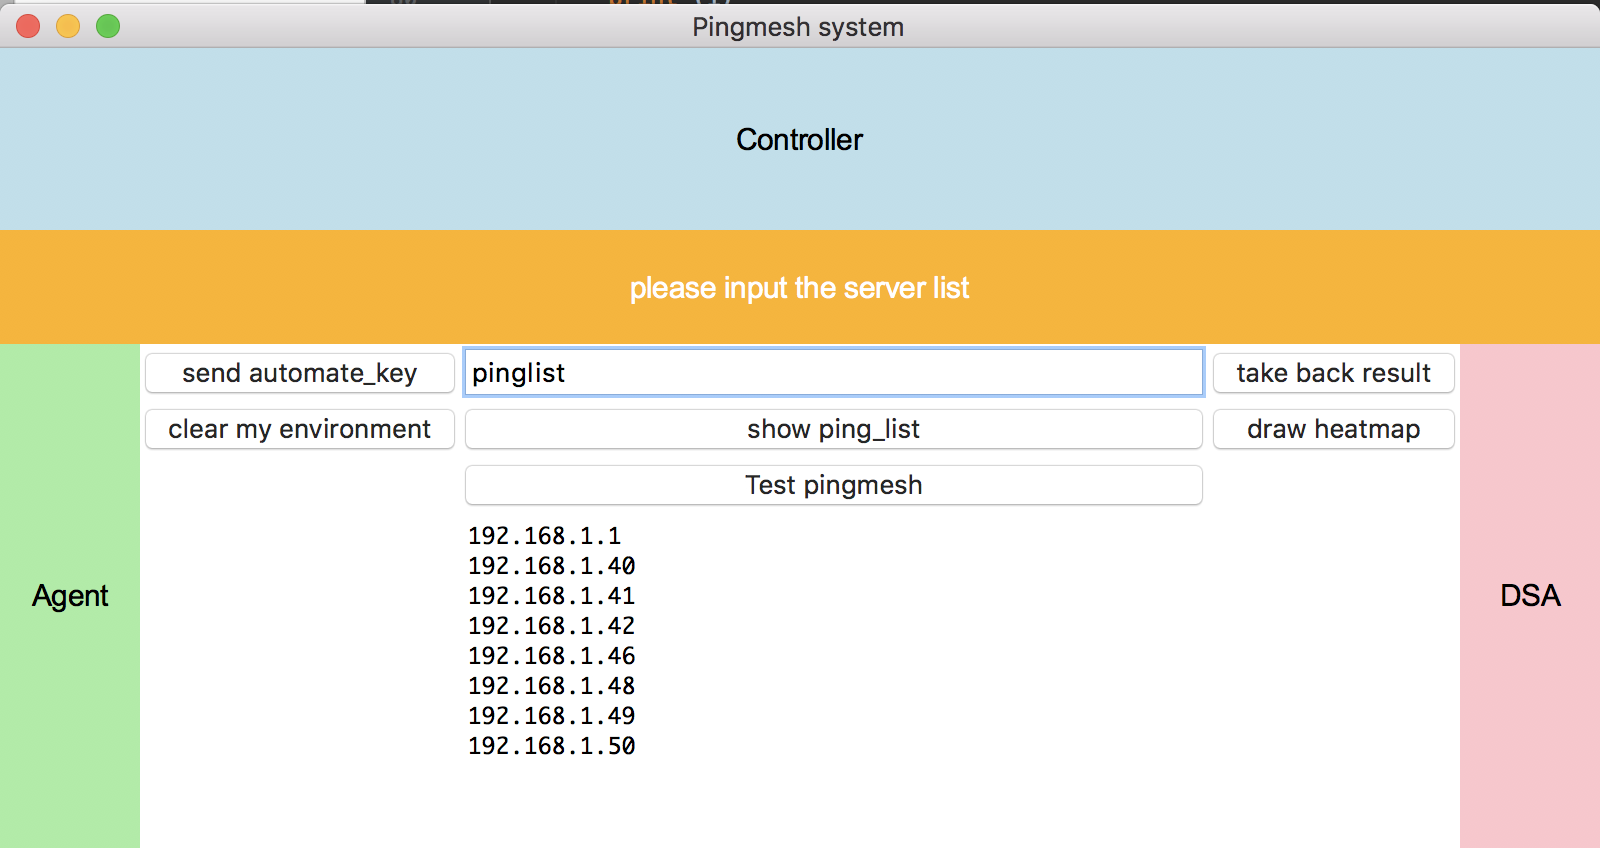 Pingmesh system
Controller
please input the server list
send automate_key
pinglist
take back result
clear my environment
show ping_list
draw heatmap
Test pingmesh
192.168.1.1
192.168.1.40
192.168.1.41
192.168.1.42
192.168.1.46
192.168.1.48
192.168.1.49
192.168.1.50
Agent
DSA